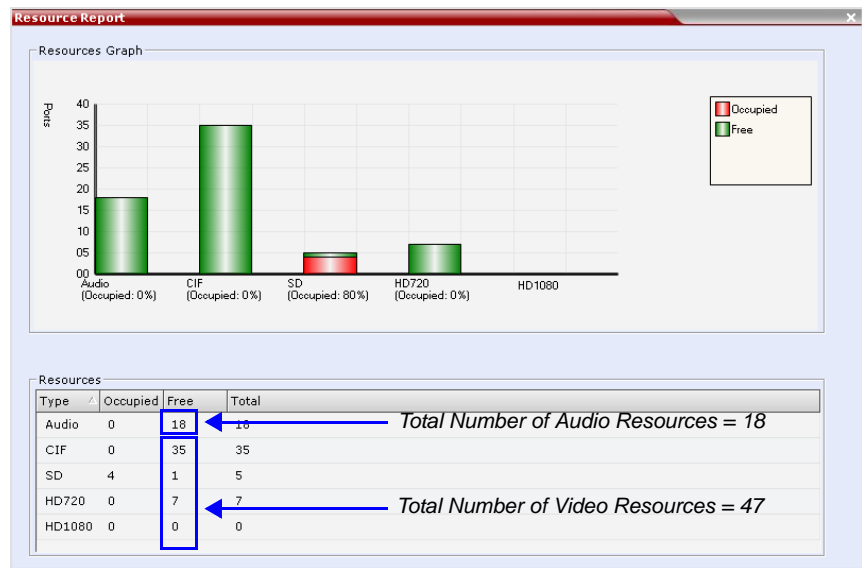 Resource Report
Resources Graph
Ports
40
35
30
25
20
15
10
05
00
Audio
(Occupied: 0%)
CIF
(Occupied: 0%)
SD
(Occupied: 80%)
HD720
(Occupied: 0%)
HD1080
Occupied
Free
Resources
Type Occupied Free Total
Audio 0 18 18
Total Number of Audio Resources = 18
CIF 0 35 35
SD 4 1 5
HD720 0 7 7
Total Number of Video Resources = 47
HD1080 0 0 0